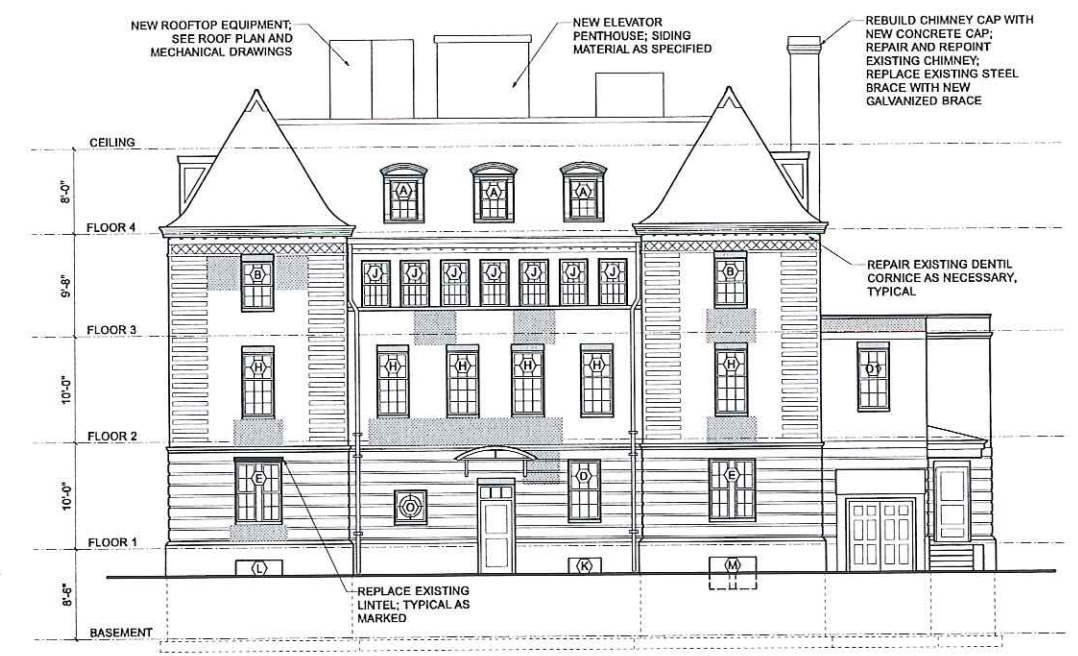 NEW ROOFTOP EQUIPMENT;
SEE ROOF PLAN AND
MECHANICAL DRAWINGS
NEW ELEVATOR
PENTHOUSE; SIDING
MATERIAL AS SPECIFIED
REBUILD CHIMNEY CAP WITH
NEW CONCRETE CAP;
REPAIR AND REPOINT
EXISTING CHIMNEY;
REPLACE EXISTING STEEL
BRACE WITH NEW
GALVANIZED BRACE
CEILING
8'-0"
A A A
FLOOR 4
REPAIR EXISTING DENTIL
CORNICE AS NECESSARY,
TYPICAL
9'-8"
B J J J J J J J B
FLOOR 3
10'-0"
H H H H H H O1
FLOOR 2
10'-0"
E O D E
FLOOR 1
8'-6"
L K M
REPLACE EXISTING
LINTEL; TYPICAL AS
MARKED
BASEMENT